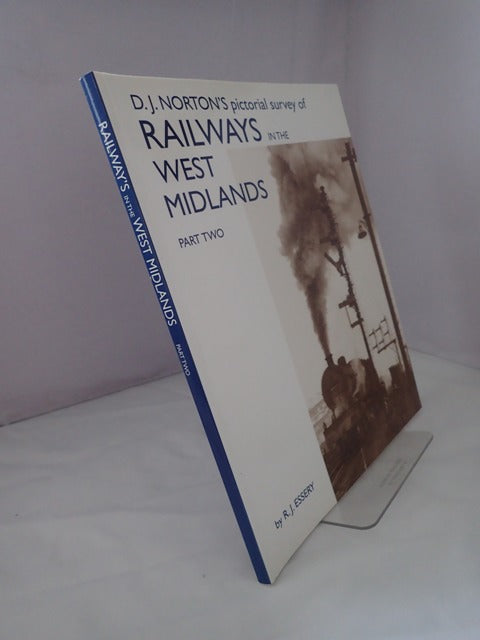 D.J. NORTON'S pictorial survey of
RAILWAYS IN THE
WEST
MIDLANDS
PART TWO
by R.J. ESSERY
RAILWAY'S IN THE WEST MIDLANDS PART TWO